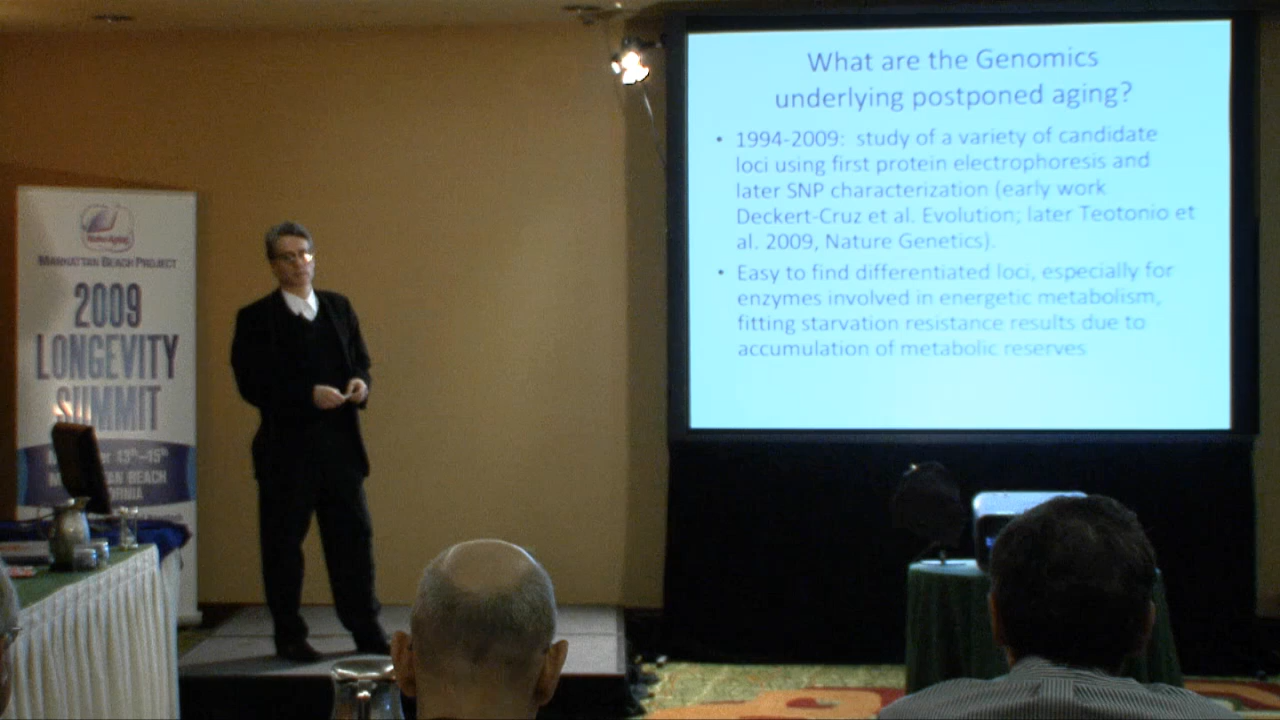 What are the Genomics
underlying postponed aging?
• 1994-2009: study of a variety of candidate
loci using first protein electrophoresis and
later SNP characterization (early work
Deckert-Cruz et al. Evolution; later Teotonio et
al. 2009, Nature Genetics).
• Easy to find differentiated loci, especially for
enzymes involved in energetic metabolism,
fitting starvation resistance results due to
accumulation of metabolic reserves
MANHATTAN BEACH PROJECT
2009
LONGEVITY
SUMMIT
13th-15th
BEACH